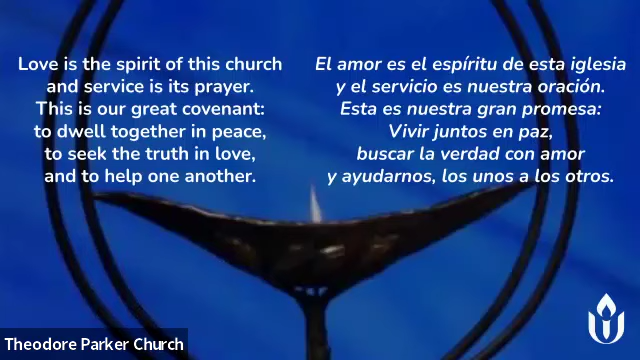 Love is the spirit of this church
and service is its prayer.
This is our great covenant:
to dwell together in peace,
to seek the truth in love,
and to help one another.
El amor es el espíritu de esta iglesia
y el servicio es nuestra oración.
Esta es nuestra gran promesa:
Vivir juntos en paz,
buscar la verdad con amor
y ayudarnos, los unos a los otros.
Theodore Parker Church